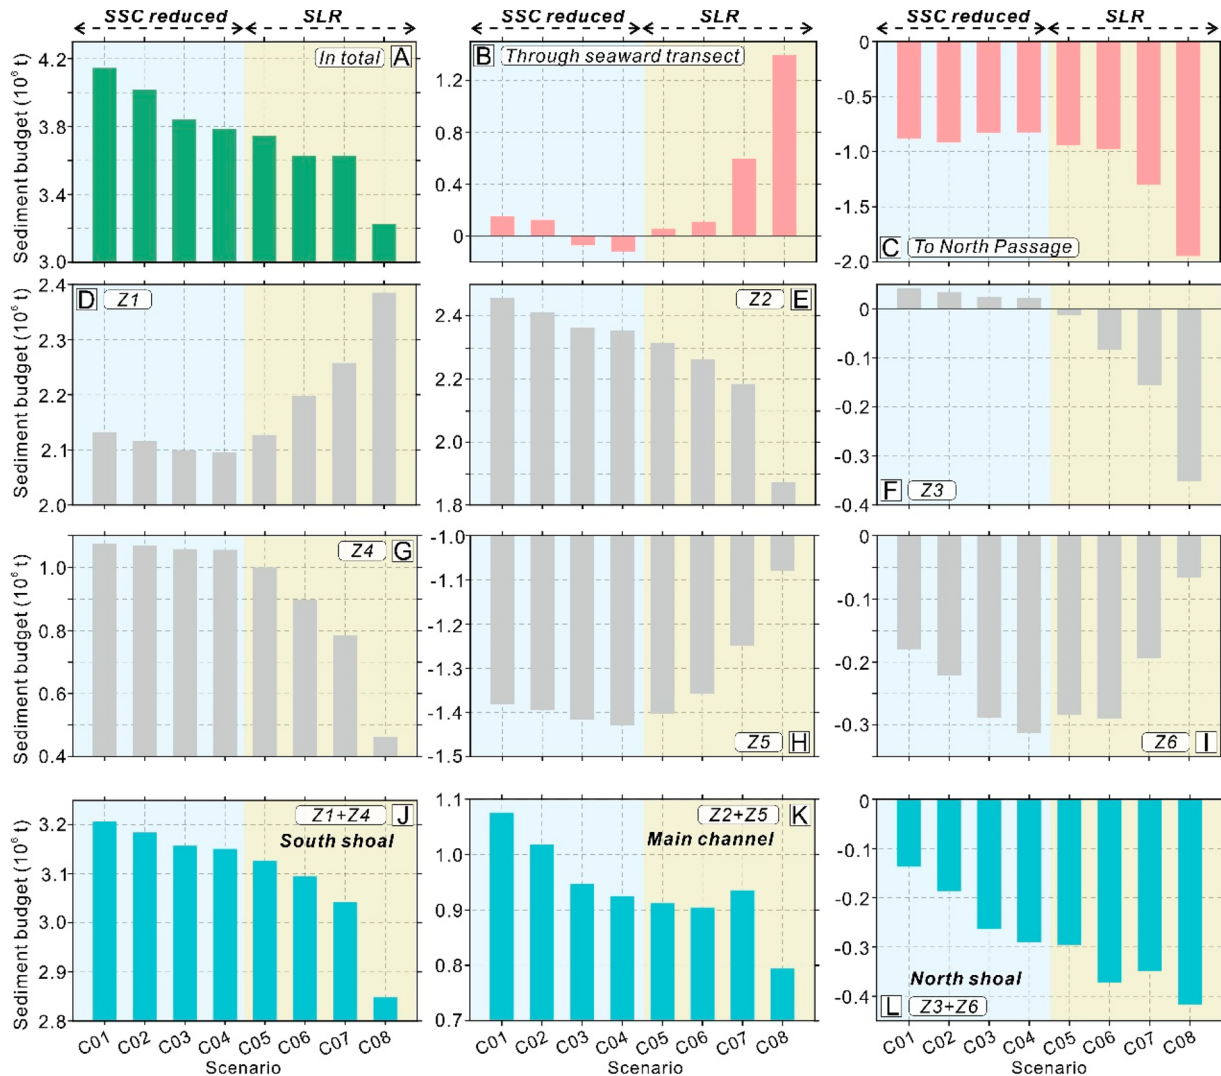 SSC reduced SLR SSC reduced SLR SSC reduced SLR
Sediment budget (10⁶ t)
4.2
3.8
3.4
3.0
In total A
1.2
0.8
0.4
0
B Through seaward transect
0
-0.5
-1.0
-1.5
-2.0
C To North Passage
Sediment budget (10⁶ t)
2.4
2.3
2.2
2.1
2.0
D Z1
2.4
2.2
2.0
1.8
Z2 E
0
-0.1
-0.2
-0.3
-0.4
F Z3
Sediment budget (10⁶ t)
1.0
0.8
0.6
0.4
Z4 G
-1.0
-1.1
-1.2
-1.3
-1.4
-1.5
Z5 H
0
-0.1
-0.2
-0.3
Z6 I
Sediment budget (10⁶ t)
3.2
3.1
3.0
2.9
2.8
Z1+Z4 J
South shoal
1.1
1.0
0.9
0.8
0.7
Z2+Z5 K
Main channel
0
-0.1
-0.2
-0.3
-0.4
North shoal
L Z3+Z6
C01 C02 C03 C04 C05 C06 C07 C08
Scenario
C01 C02 C03 C04 C05 C06 C07 C08
Scenario
C01 C02 C03 C04 C05 C06 C07 C08
Scenario